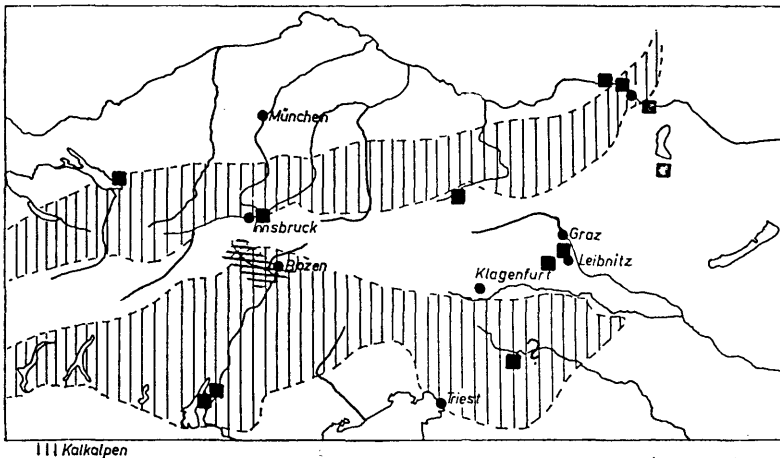 München
Innsbruck
Graz
Bozen
Leibnitz
Klagenfurt
Triest
Kalkalpen